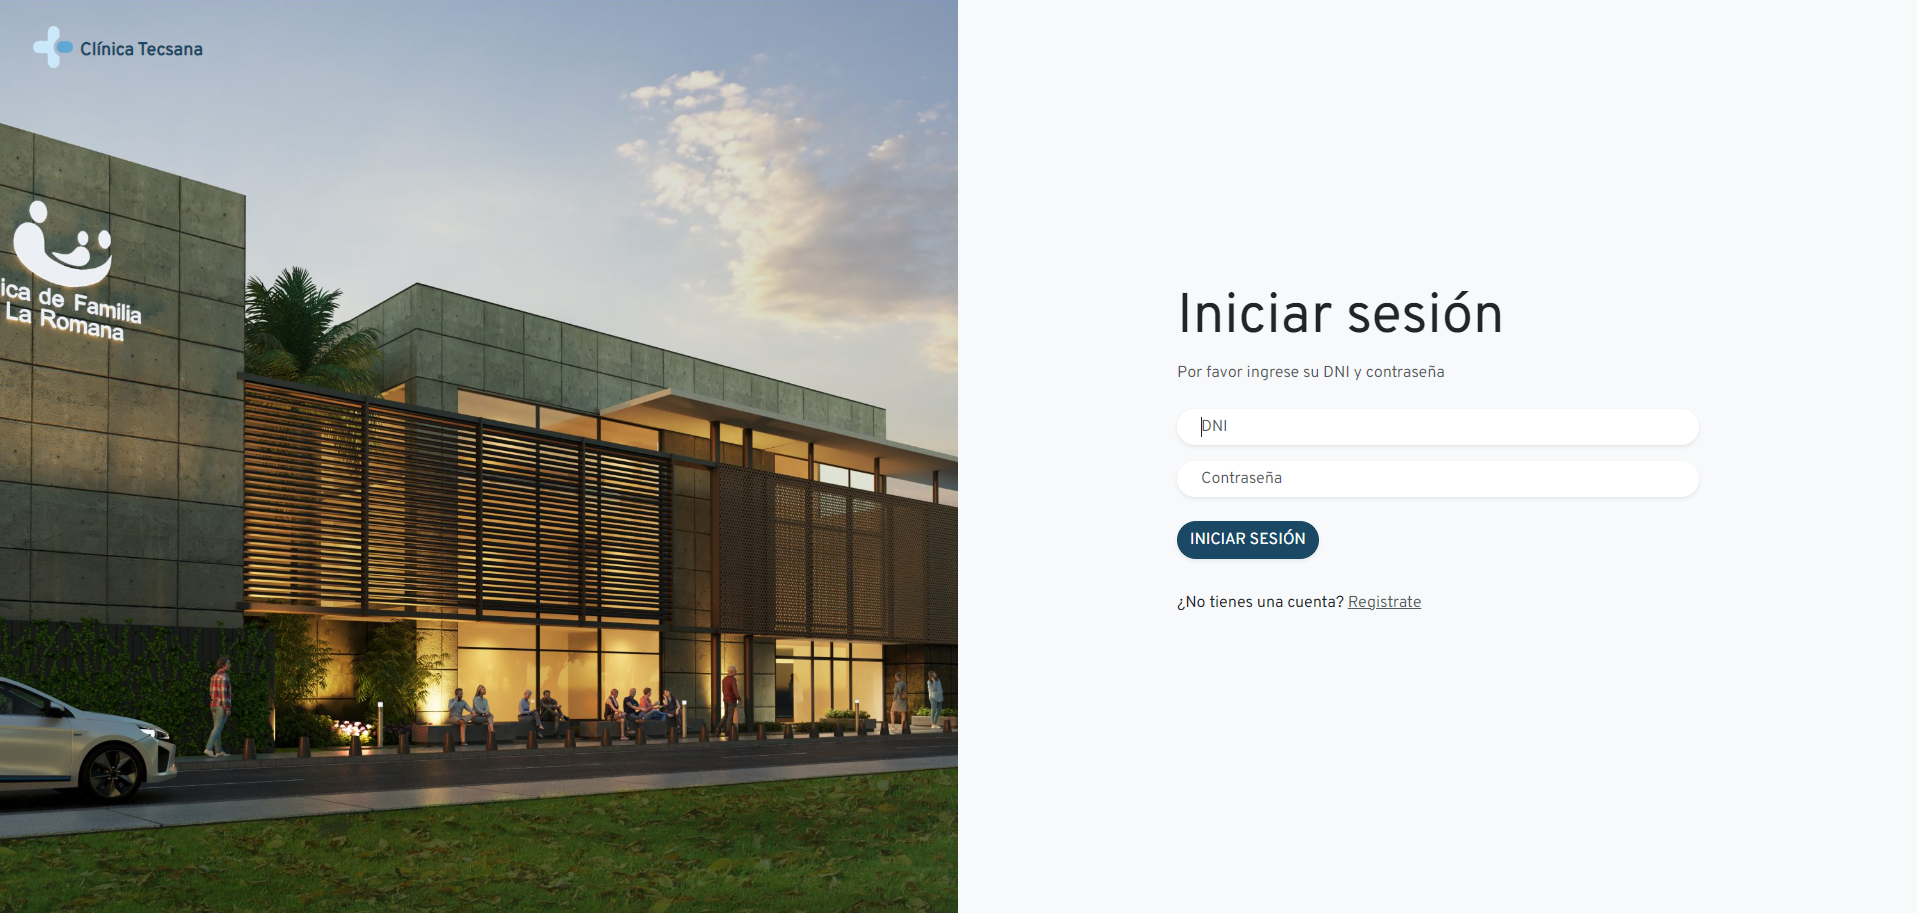 Clínica Tecsana
ica de Familia
La Romana
Iniciar sesión
Por favor ingrese su DNI y contraseña
DNI
Contraseña
INICIAR SESIÓN
¿No tienes una cuenta? Registrate